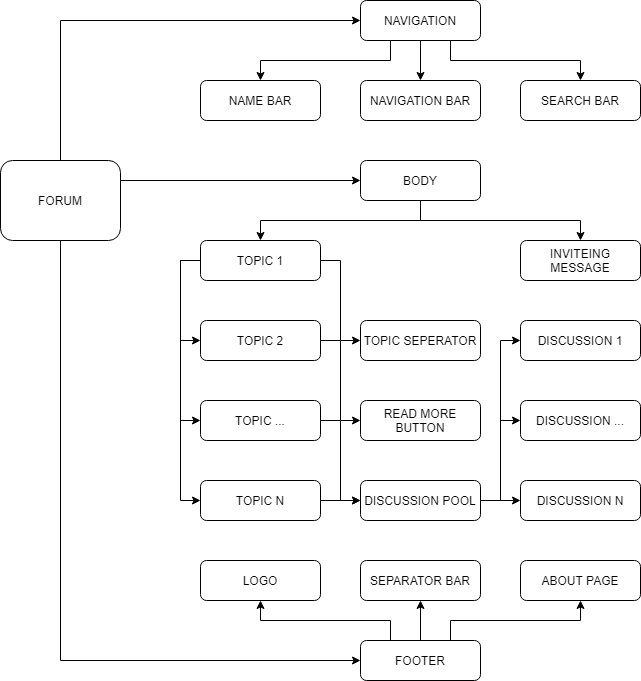 NAVIGATION
NAME BAR
NAVIGATION BAR
SEARCH BAR
FORUM
BODY
TOPIC 1
INVITEING
MESSAGE
TOPIC 2
TOPIC SEPERATOR
DISCUSSION 1
TOPIC ...
READ MORE
BUTTON
DISCUSSION ...
TOPIC N
DISCUSSION POOL
DISCUSSION N
LOGO
SEPARATOR BAR
ABOUT PAGE
FOOTER